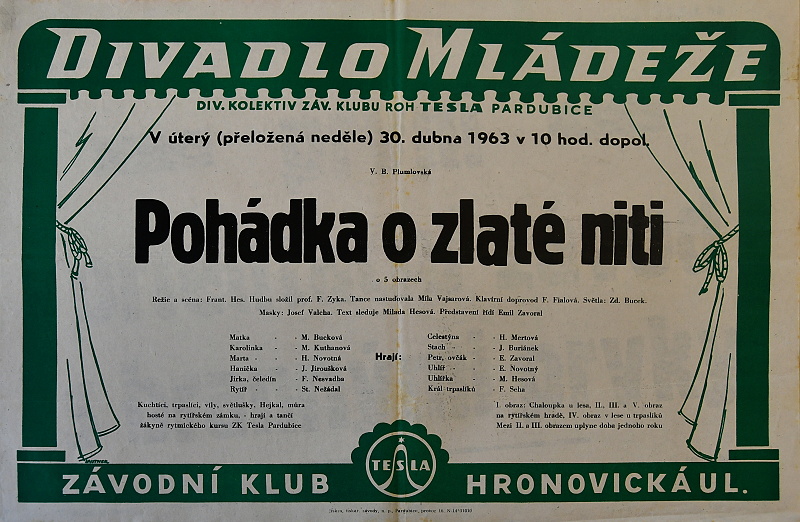 DIVADLO MLÁDEŽE
DIV. KOLEKTIV ZÁV. KLUBU ROH TESLA PARDUBICE
V úterý (přeložená neděle) 30. dubna 1963 v 10 hod. dopol.
V. B. Plumlovská
Pohádka o zlaté niti
o 5 obrazech
Režie a scéna: Frant. Hes. Hudbu složil prof. F. Zyka. Tance nastudovala Míla Vajsarová. Klavírní doprovod F. Fialová. Světla: Zd. Bucek.
Masky: Josef Valcha. Text sleduje Milada Hesová. Představení řídí Emil Zavoral
Hrají:
Matka - - M. Bucková
Karolinka - - M. Kuthanová
Marta - - H. Novotná
Hanička - - J. Jiroušková
Jirka, čeledín - - F. Nesvadba
Rytíř - - St. Nežádal
Celestýna - H. Mertová
Stach - - J. Buriánek
Petr, ovčák - - E. Zavoral
Uhlíř - - E. Novotný
Uhlířka - - M. Hesová
Král trpaslíků - F. Seha
Kuchtíci, trpaslíci, víly, světlušky, Hejkal, můra
hosté na rytířském zámku, - hrají a tančí
žákyně rytmického kursu ZK Tesla Pardubice
I. obraz: Chaloupka u lesa, II., III. a V. obraz
na rytířském hradě, IV. obraz v lese u trpaslíků
Mezi II. a III. obrazem uplyne doba jednoho roku
TESLA
ZÁVODNÍ KLUB HRONOVICKÁ UL.